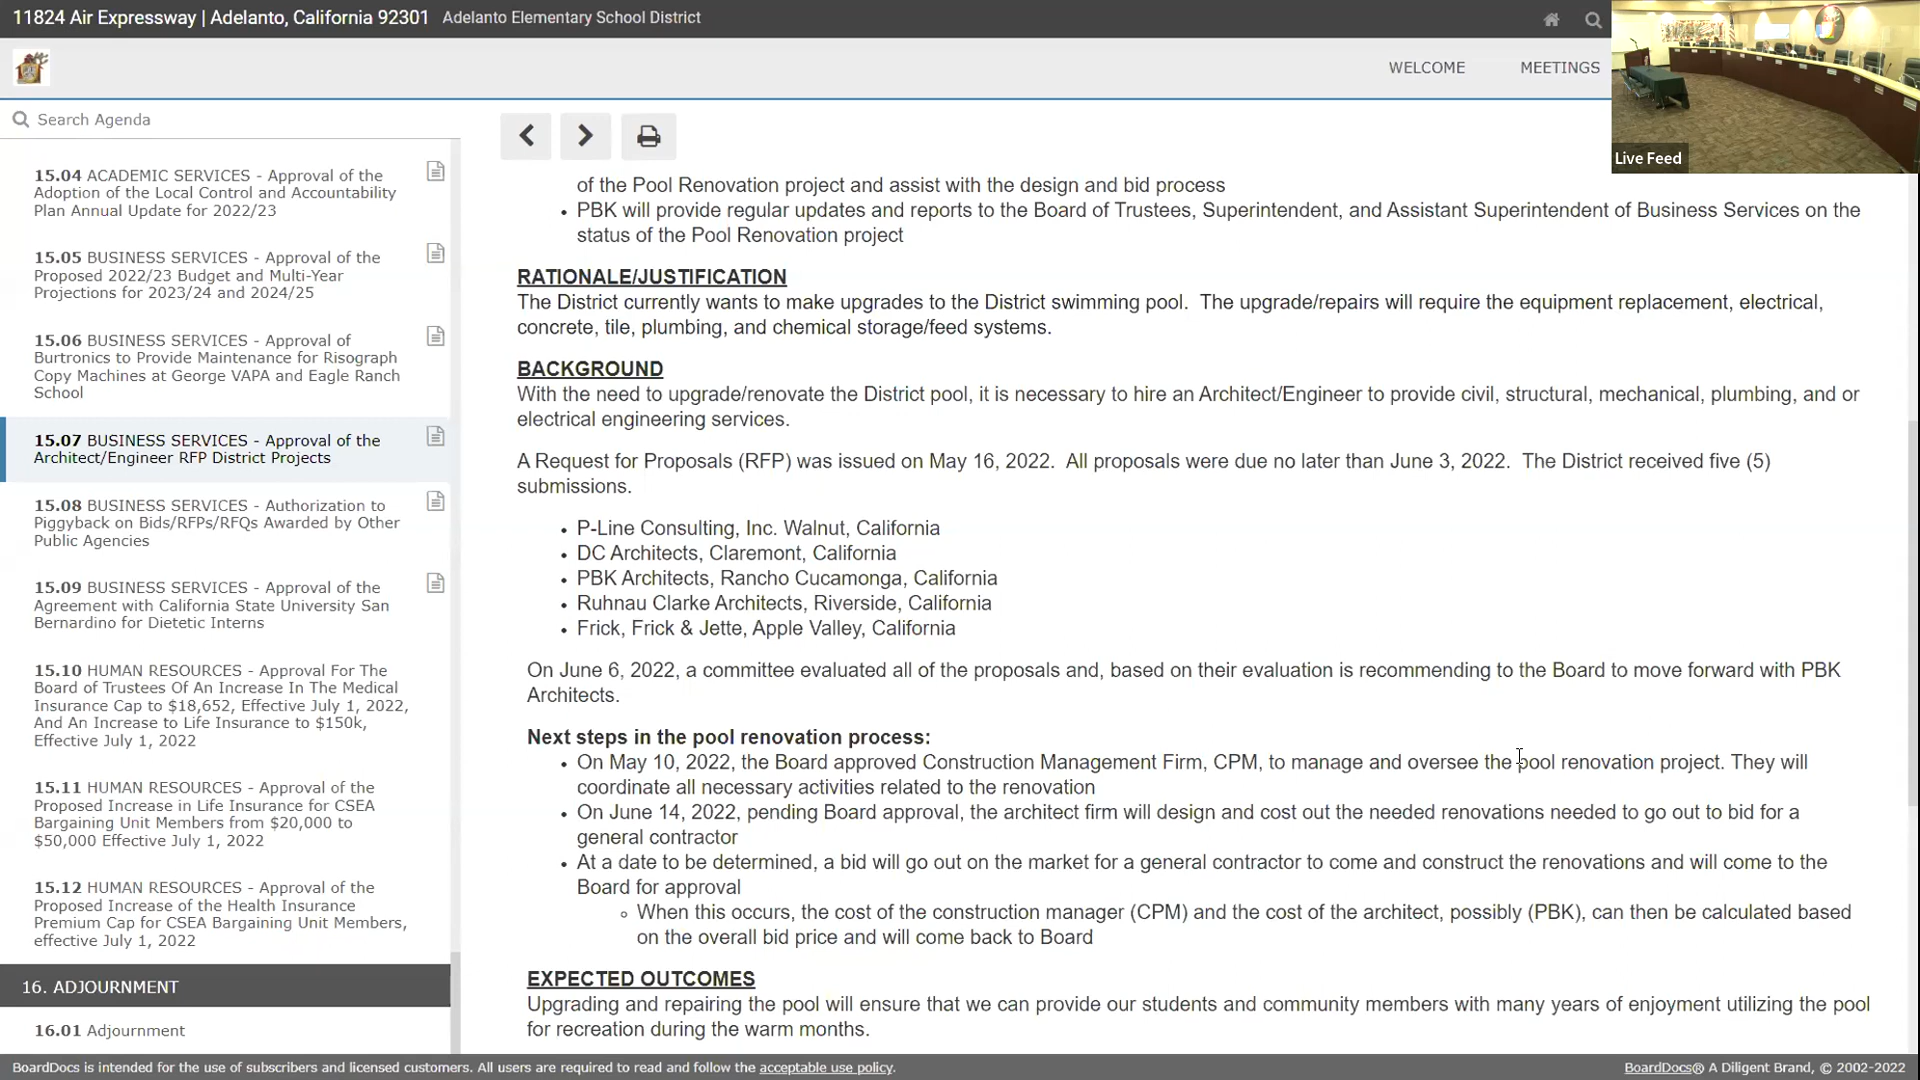 11824 Air Expressway | Adelanto, California 92301 Adelanto Elementary School District
WELCOME MEETINGS
Live Feed
Search Agenda
15.04 ACADEMIC SERVICES - Approval of the
Adoption of the Local Control and Accountability
Plan Annual Update for 2022/23
15.05 BUSINESS SERVICES - Approval of the
Proposed 2022/23 Budget and Multi-Year
Projections for 2023/24 and 2024/25
15.06 BUSINESS SERVICES - Approval of
Burtronics to Provide Maintenance for Risograph
Copy Machines at George VAPA and Eagle Ranch
School
15.07 BUSINESS SERVICES - Approval of the
Architect/Engineer RFP District Projects
15.08 BUSINESS SERVICES - Authorization to
Piggyback on Bids/RFPs/RFQs Awarded by Other
Public Agencies
15.09 BUSINESS SERVICES - Approval of the
Agreement with California State University San
Bernardino for Dietetic Interns
15.10 HUMAN RESOURCES - Approval For The
Board of Trustees Of An Increase In The Medical
Insurance Cap to $18,652, Effective July 1, 2022,
And An Increase to Life Insurance to $150k,
Effective July 1, 2022
15.11 HUMAN RESOURCES - Approval of the
Proposed Increase in Life Insurance for CSEA
Bargaining Unit Members from $20,000 to
$50,000 Effective July 1, 2022
15.12 HUMAN RESOURCES - Approval of the
Proposed Increase of the Health Insurance
Premium Cap for CSEA Bargaining Unit Members,
effective July 1, 2022
16. ADJOURNMENT
16.01 Adjournment
of the Pool Renovation project and assist with the design and bid process
• PBK will provide regular updates and reports to the Board of Trustees, Superintendent, and Assistant Superintendent of Business Services on the
status of the Pool Renovation project
RATIONALE/JUSTIFICATION
The District currently wants to make upgrades to the District swimming pool. The upgrade/repairs will require the equipment replacement, electrical,
concrete, tile, plumbing, and chemical storage/feed systems.
BACKGROUND
With the need to upgrade/renovate the District pool, it is necessary to hire an Architect/Engineer to provide civil, structural, mechanical, plumbing, and or
electrical engineering services.
A Request for Proposals (RFP) was issued on May 16, 2022. All proposals were due no later than June 3, 2022. The District received five (5)
submissions.
• P-Line Consulting, Inc. Walnut, California
• DC Architects, Claremont, California
• PBK Architects, Rancho Cucamonga, California
• Ruhnau Clarke Architects, Riverside, California
• Frick, Frick & Jette, Apple Valley, California
On June 6, 2022, a committee evaluated all of the proposals and, based on their evaluation is recommending to the Board to move forward with PBK
Architects.
Next steps in the pool renovation process:
• On May 10, 2022, the Board approved Construction Management Firm, CPM, to manage and oversee the pool renovation project. They will
coordinate all necessary activities related to the renovation
• On June 14, 2022, pending Board approval, the architect firm will design and cost out the needed renovations needed to go out to bid for a
general contractor
• At a date to be determined, a bid will go out on the market for a general contractor to come and construct the renovations and will come to the
Board for approval
◦ When this occurs, the cost of the construction manager (CPM) and the cost of the architect, possibly (PBK), can then be calculated based
on the overall bid price and will come back to Board
EXPECTED OUTCOMES
Upgrading and repairing the pool will ensure that we can provide our students and community members with many years of enjoyment utilizing the pool
for recreation during the warm months.
BoardDocs is intended for the use of subscribers and licensed customers. All users are required to read and follow the acceptable use policy.
BoardDocs® A Diligent Brand, © 2002-2022